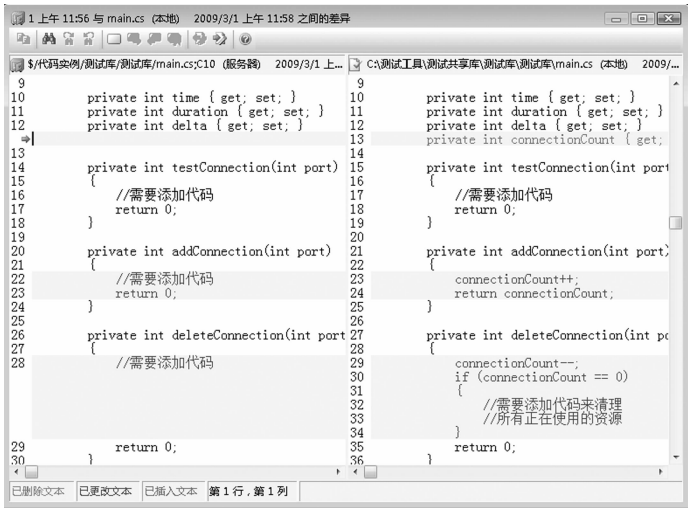 1 上午 11:56 与 main.cs (本地) 2009/3/1 上午 11:58 之间的差异
$/代码实例/测试库/测试库/main.cs;C10 (服务器) 2009/3/1 上...
9
10 private int time { get; set; }
11 private int duration { get; set; }
12 private int delta { get; set; }
13
14 private int testConnection(int port)
15 {
16 //需要添加代码
17 return 0;
18 }
19
20 private int addConnection(int port)
21 {
22 //需要添加代码
23 return 0;
24 }
25
26 private int deleteConnection(int port
27 {
28 //需要添加代码
29 return 0;
30 }
C:\测试工具\测试共享库\测试库\测试库\main.cs (本地) 2009/...
9
10 private int time { get; set; }
11 private int duration { get; set; }
12 private int delta { get; set; }
13 private int connectionCount { get;
14
15 private int testConnection(int port
16 {
17 //需要添加代码
18 return 0;
19 }
20
21 private int addConnection(int port)
22 {
23 connectionCount++;
24 return connectionCount;
25 }
26
27 private int deleteConnection(int po
28 {
29 connectionCount--;
30 if (connectionCount == 0)
31 {
32 //需要添加代码来清理
33 //所有正在使用的资源
34 }
35 return 0;
36 }
已删除文本 已更改文本 已插入文本 第 1 行，第 1 列